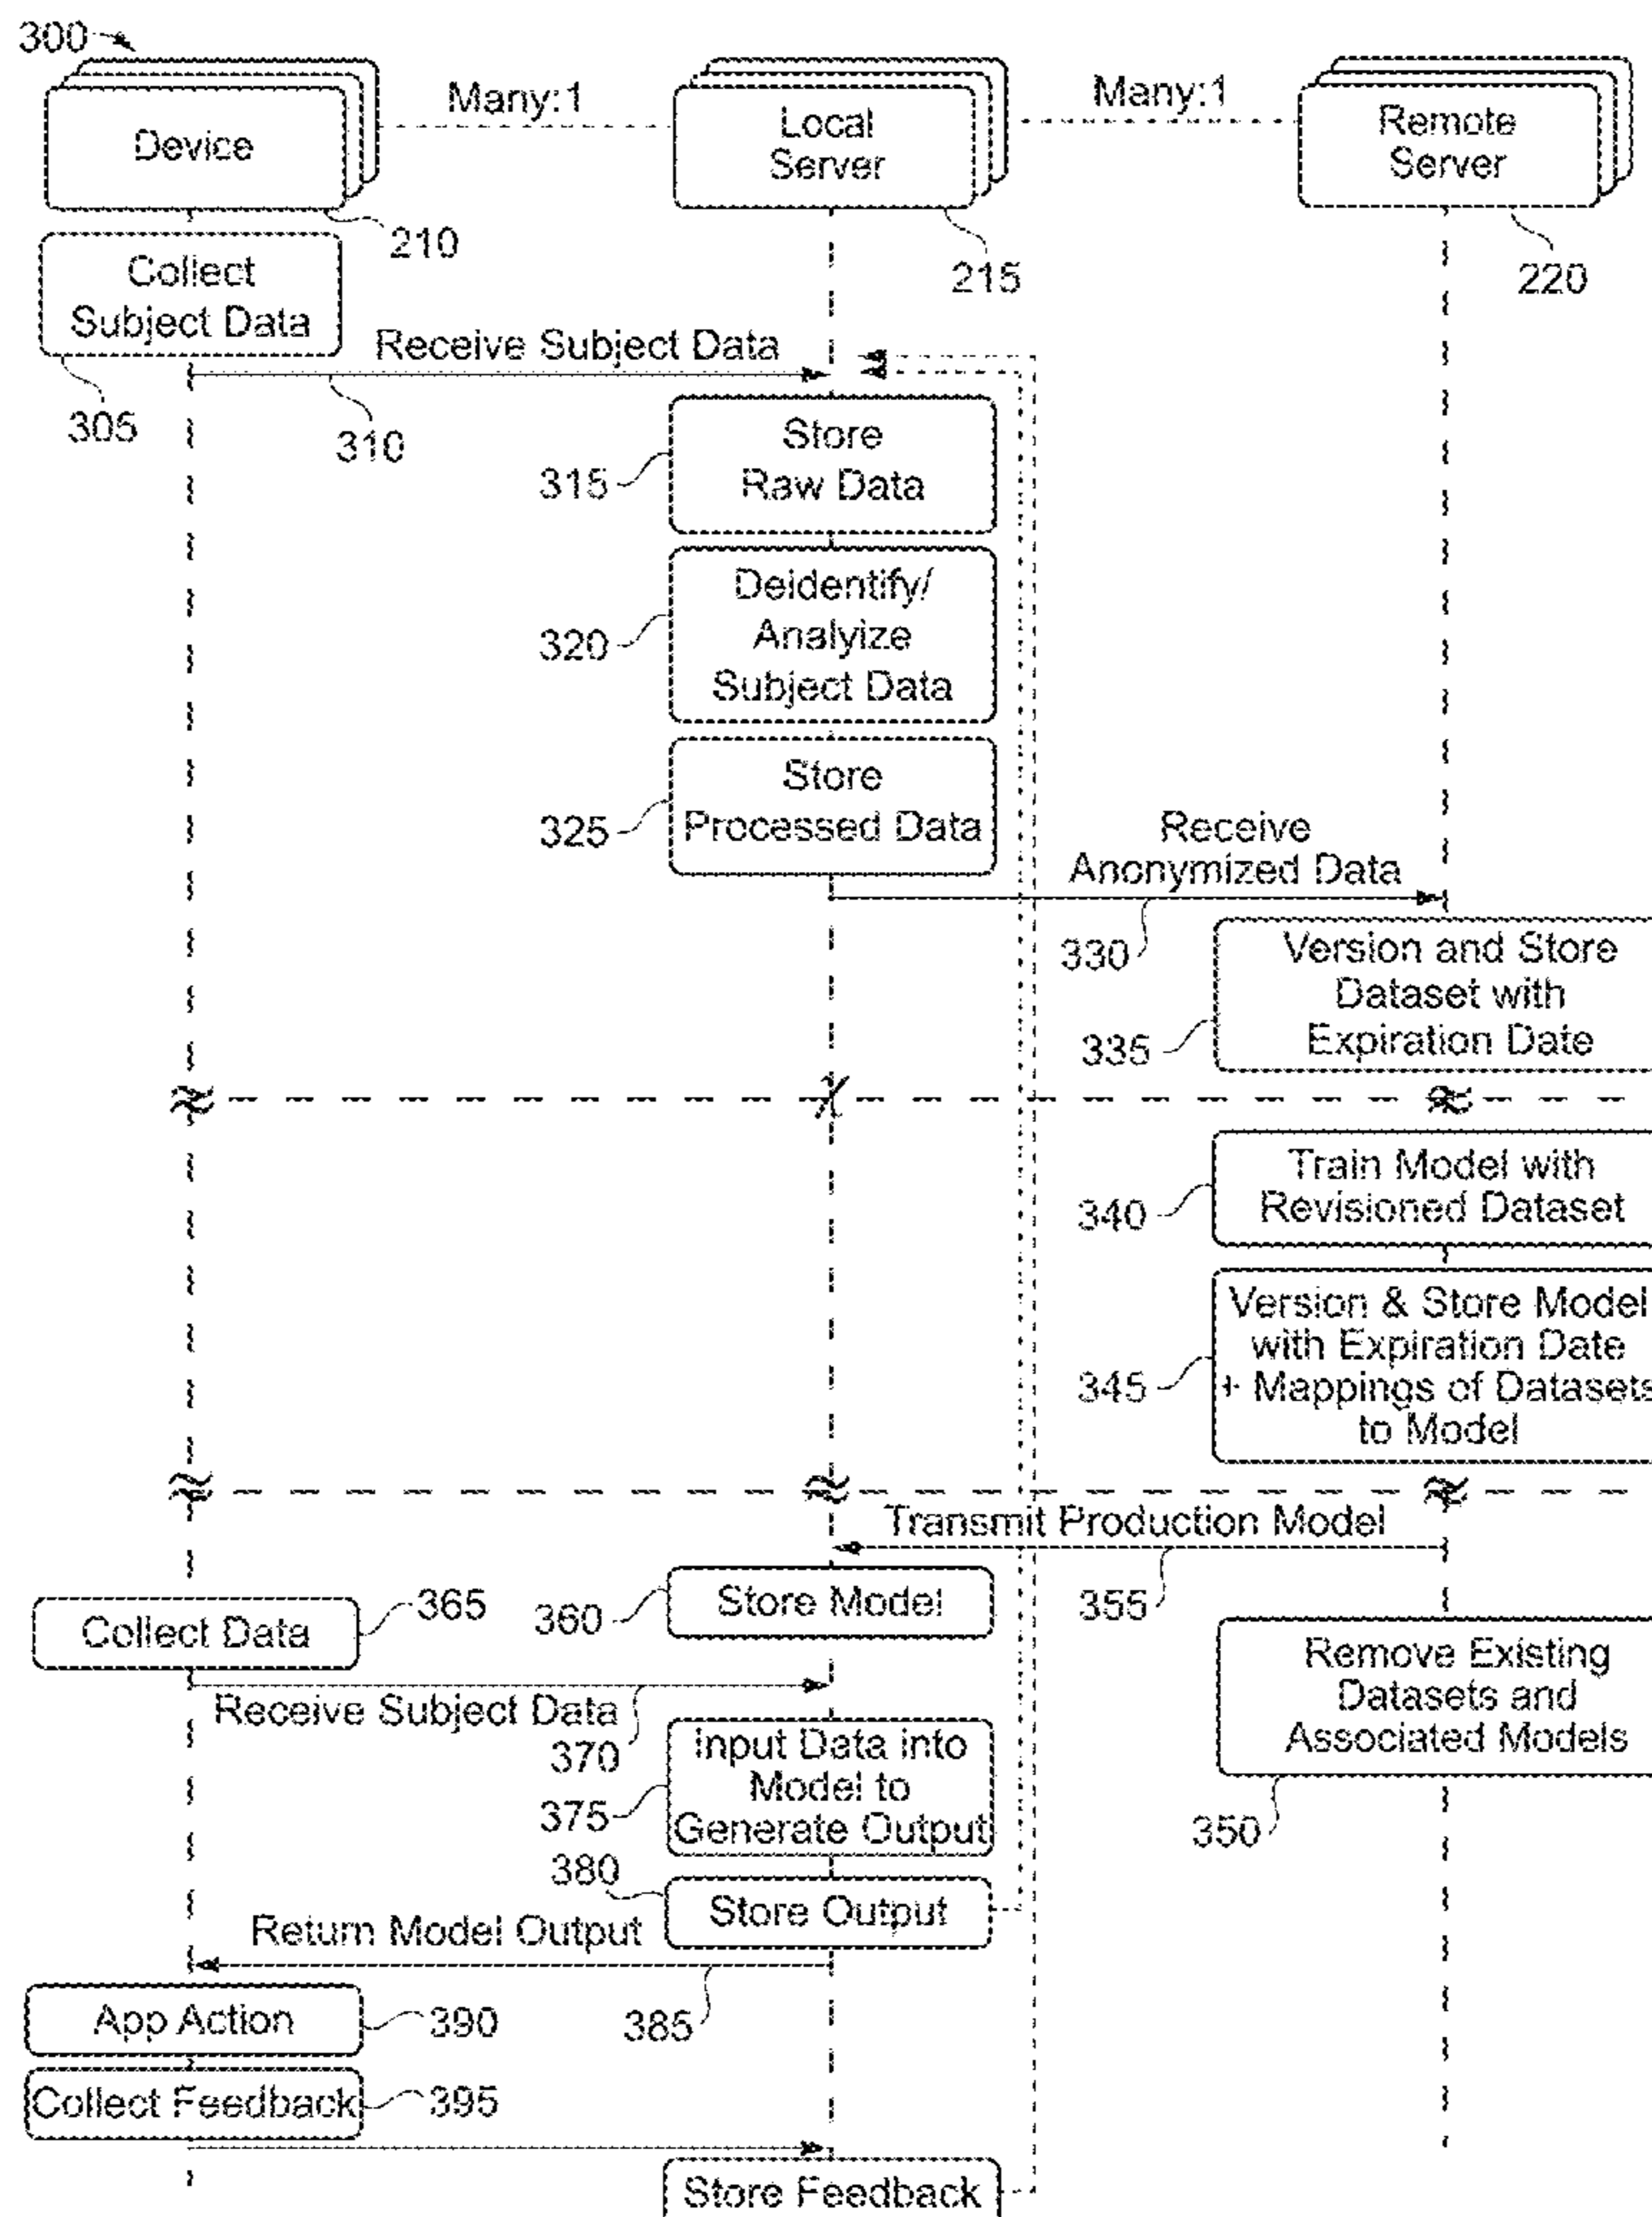 300
Many:1
Many:1
Device
Local
Server
Remote
Server
210
215
220
Collect
Subject Data
305
Receive Subject Data
310
Store
Raw Data
315
Deidentify/
Analyize
Subject Data
320
Store
Processed Data
325
Receive
Anonymized Data
330
Version and Store
Dataset with
Expiration Date
335
Train Model with
Revisioned Dataset
340
Version & Store Model
with Expiration Date
+ Mappings of Datasets
to Model
345
Transmit Production Model
355
Store Model
360
Collect Data
365
Remove Existing
Datasets and
Associated Models
350
Receive Subject Data
370
Input Data into
Model to
Generate Output
375
380
Store Output
Return Model Output
385
App Action
390
Collect Feedback
395
Store Feedback